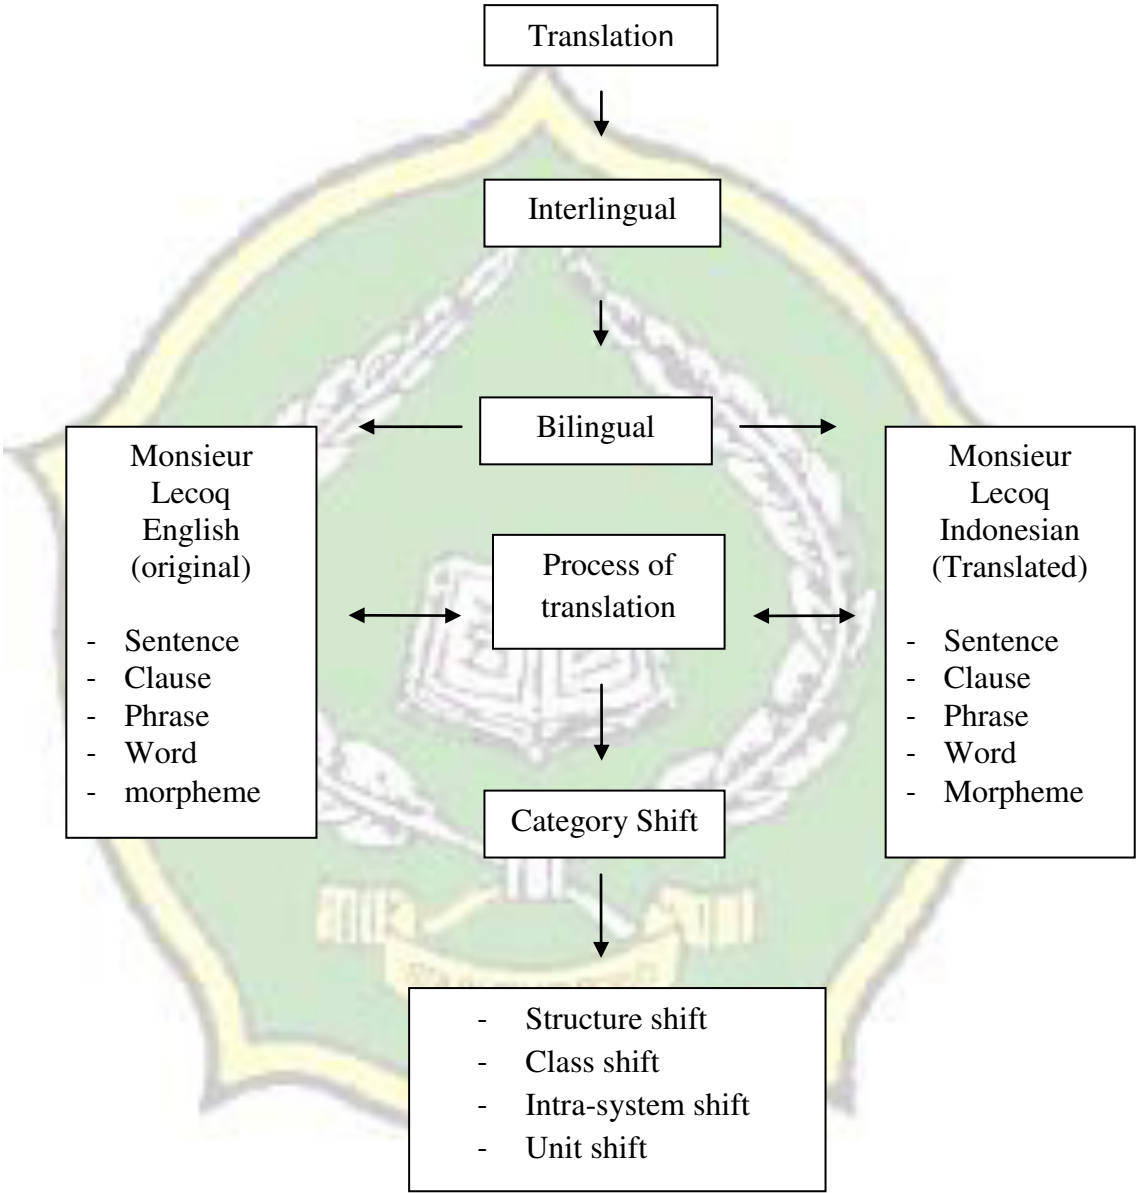 Translation
Interlingual
Bilingual
Monsieur
Lecoq
English
(original)
- Sentence
- Clause
- Phrase
- Word
- morpheme
Process of
translation
Monsieur
Lecoq
Indonesian
(Translated)
- Sentence
- Clause
- Phrase
- Word
- Morpheme
Category Shift
- Structure shift
- Class shift
- Intra-system shift
- Unit shift